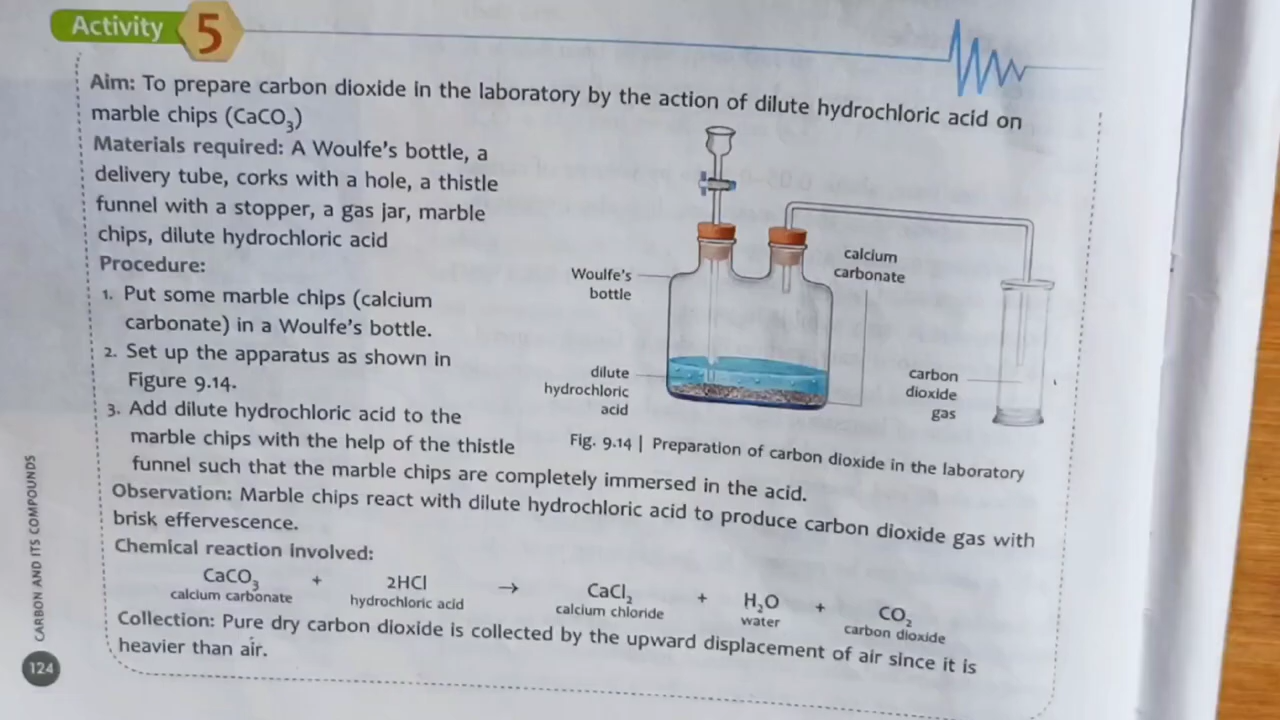 Activity 5
Aim: To prepare carbon dioxide in the laboratory by the action of dilute hydrochloric acid on
marble chips (CaCO₃)
Materials required: A Woulfe's bottle, a
delivery tube, corks with a hole, a thistle
funnel with a stopper, a gas jar, marble
chips, dilute hydrochloric acid
Procedure:
1. Put some marble chips (calcium
carbonate) in a Woulfe's bottle.
2. Set up the apparatus as shown in
Figure 9.14.
3. Add dilute hydrochloric acid to the
marble chips with the help of the thistle
funnel such that the marble chips are completely immersed in the acid.
Woulfe's
bottle
calcium
carbonate
dilute
hydrochloric
acid
carbon
dioxide
gas
Fig. 9.14 | Preparation of carbon dioxide in the laboratory
Observation: Marble chips react with dilute hydrochloric acid to produce carbon dioxide gas with
brisk effervescence.
Chemical reaction involved:
CaCO₃ + 2HCl → CaCl₂ + H₂O + CO₂
calcium carbonate hydrochloric acid calcium chloride water carbon dioxide
Collection: Pure dry carbon dioxide is collected by the upward displacement of air since it is
heavier than air.
CARBON AND ITS COMPOUNDS
124